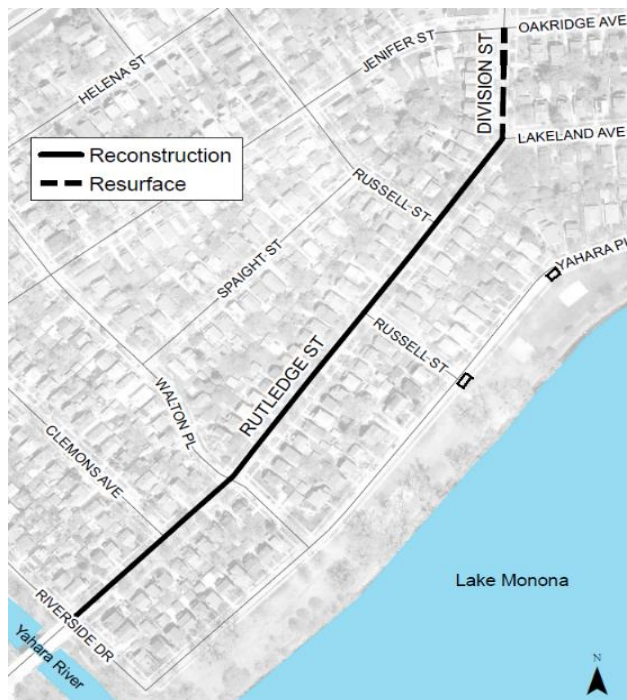 OAKRIDGE AVE
JENIFER ST
HELENA ST
DIVISION ST
LAKELAND AVE
Reconstruction
Resurface
RUSSELL ST
SPAIGHT ST
YAHARA PL
RUSSELL ST
RUTLEDGE ST
WALTON PL
CLEMONS AVE
Lake Monona
RIVERSIDE DR
Yahara River
N